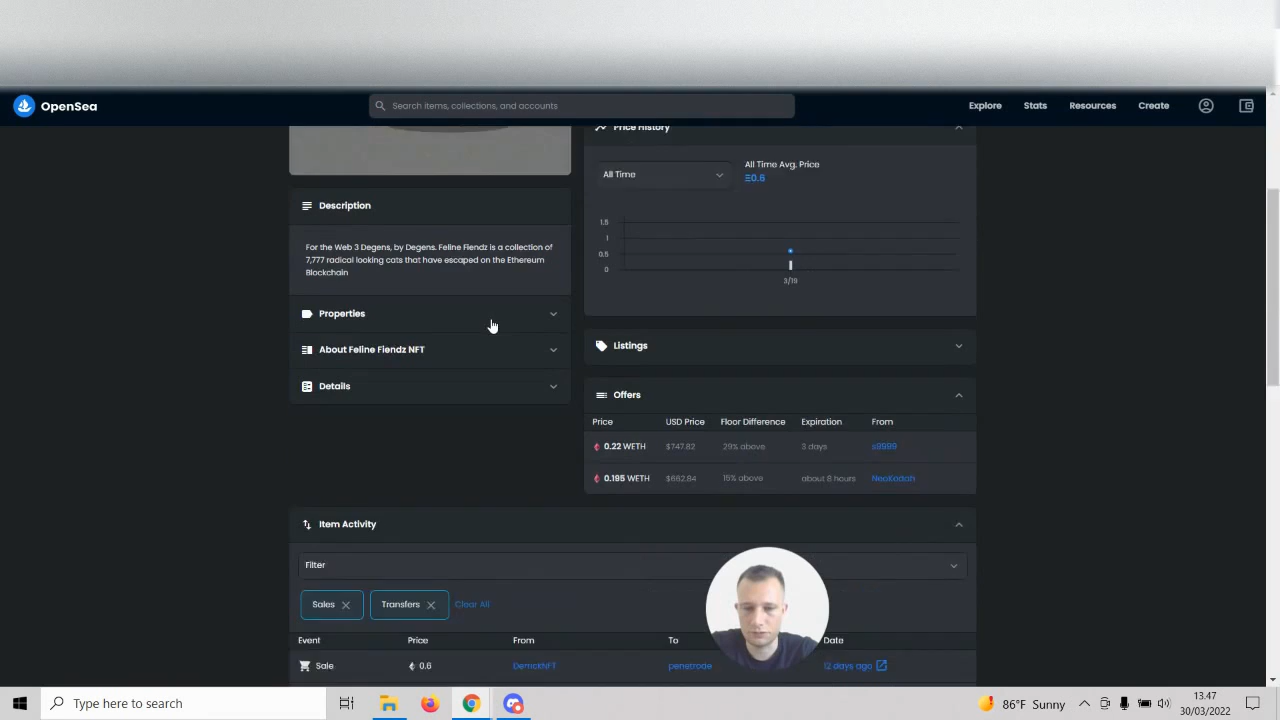 OpenSea
Search items, collections, and accounts
Explore Stats Resources Create
Price History
All Time
All Time Avg. Price
Ξ0.6
1.5
1
0.5
0
3/19
Description
For the Web 3 Degens, by Degens. Feline Fiendz is a collection of
7,777 radical looking cats that have escaped on the Ethereum
Blockchain
Properties
About Feline Fiendz NFT
Details
Listings
Offers
Price USD Price Floor Difference Expiration From
0.22 WETH $747.82 29% above 3 days s9999
0.195 WETH $662.84 15% above about 8 hours NeoKadah
Item Activity
Filter
Sales Transfers Clear All
Event Price From To Date
Sale 0.6 DerrickNFT penetrode 12 days ago
Type here to search
86°F Sunny
13.47
30/03/2022